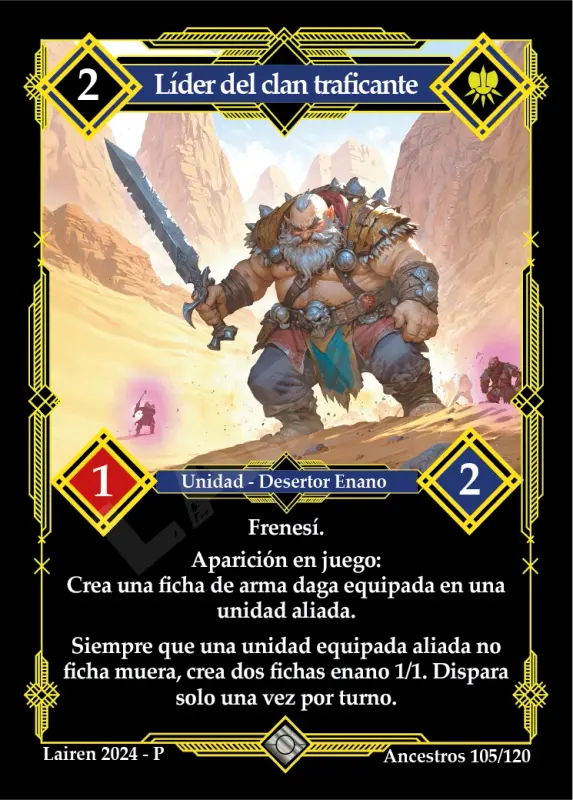 2
Líder del clan traficante
1
Unidad - Desertor Enano
2
Frenesí.
Aparición en juego:
Crea una ficha de arma daga equipada en una
unidad aliada.
Siempre que una unidad equipada aliada no
ficha muera, crea dos fichas enano 1/1. Dispara
solo una vez por turno.
Lairen 2024 - P
Ancestros 105/120